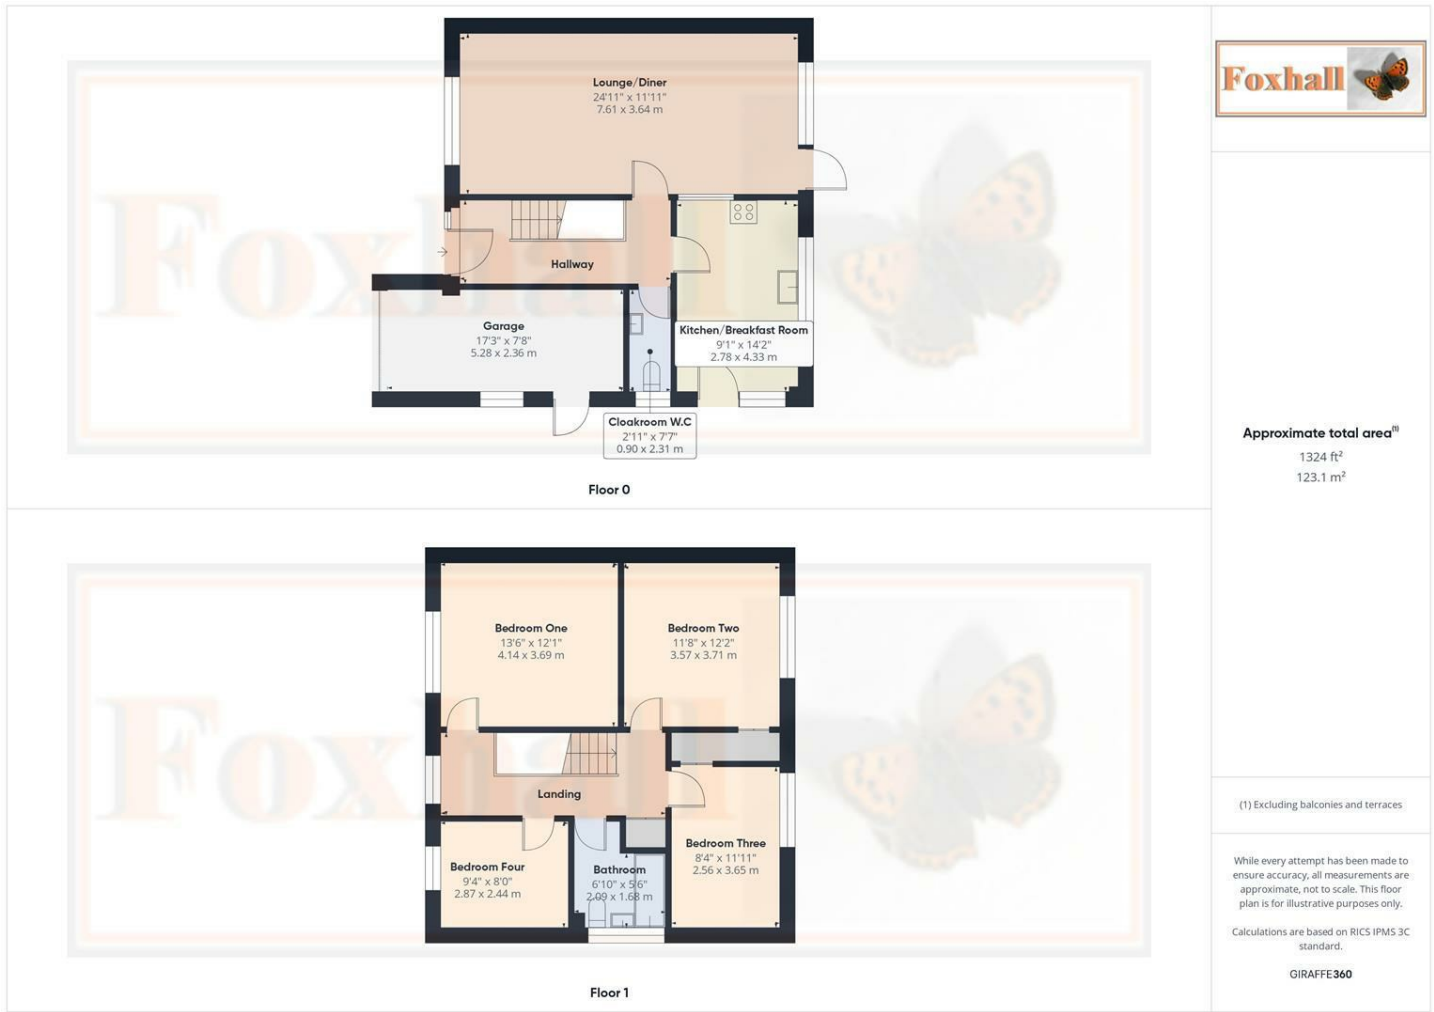 Lounge/Diner
24'11" x 11'11"
7.61 x 3.64 m
Hallway
Garage
17'3" x 7'8"
5.28 x 2.36 m
Kitchen/Breakfast Room
9'1" x 14'2"
2.78 x 4.33 m
Cloakroom W.C
2'11" x 7'7"
0.90 x 2.31 m
Foxhall
Floor 0
Bedroom One
13'6" x 12'1"
4.14 x 3.69 m
Bedroom Two
11'8" x 12'2"
3.57 x 3.71 m
Landing
Bedroom Three
8'4" x 11'11"
2.56 x 3.65 m
Bedroom Four
9'4" x 8'0"
2.87 x 2.44 m
Bathroom
6'10" x 5'6"
2.09 x 1.68 m
Foxhall
Floor 1
Foxhall
Approximate total area(1)
1324 ft²
123.1 m²
(1) Excluding balconies and terraces
While every attempt has been made to
ensure accuracy, all measurements are
approximate, not to scale. This floor
plan is for illustrative purposes only.
Calculations are based on RICS IPMS 3C
standard.
GIRAFFE360